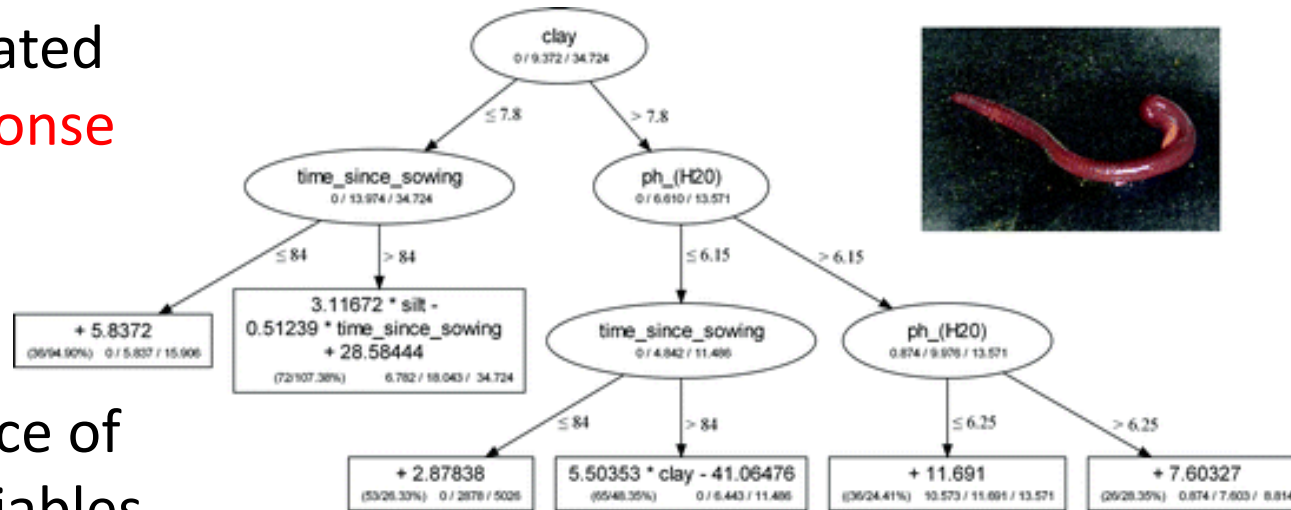 ated
onse
ce of
iables
clay
0 / 9.372 / 34.724
≤ 7.8
> 7.8
time_since_sowing
0 / 13.974 / 34.724
ph_(H20)
0 / 6.610 / 13.571
≤ 84
> 84
≤ 6.15
> 6.15
+ 5.8372
(36/94.90%) 0 / 5.837 / 15.906
3.11672 * silt -
0.51239 * time_since_sowing
+ 28.58444
(72/107.38%) 6.782 / 18.043 / 34.724
time_since_sowing
0 / 4.842 / 11.486
ph_(H20)
0.874 / 9.976 / 13.571
≤ 84
> 84
≤ 6.25
> 6.25
+ 2.87838
(53/26.33%) 0 / 2878 / 5026
5.50353 * clay - 41.06476
(65/48.35%) 0 / 6.443 / 11.486
+ 11.691
((36/24.41%) 10.573 / 11.691 / 13.571
+ 7.60327
(26/28.35%) 0.874 / 7.603 / 8.814